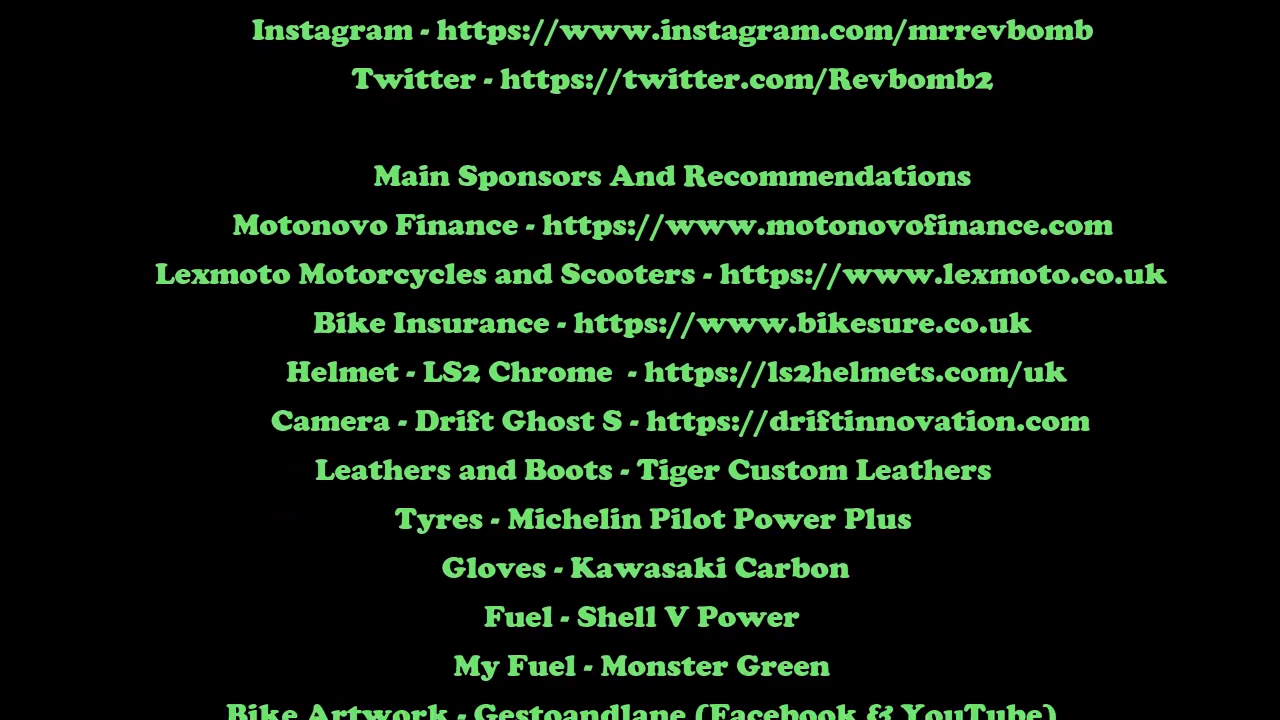 Instagram - https://www.instagram.com/mrrevbomb
Twitter - https://twitter.com/Revbomb2
Main Sponsors And Recommendations
Motonovo Finance - https://www.motonovofinance.com
Lexmoto Motorcycles and Scooters - https://www.lexmoto.co.uk
Bike Insurance - https://www.bikesure.co.uk
Helmet - LS2 Chrome  - https://ls2helmets.com/uk
Camera - Drift Ghost S - https://driftinnovation.com
Leathers and Boots - Tiger Custom Leathers
Tyres - Michelin Pilot Power Plus
Gloves - Kawasaki Carbon
Fuel - Shell V Power
My Fuel - Monster Green
Bike Artwork - Gestoandlane (Facebook & YouTube)